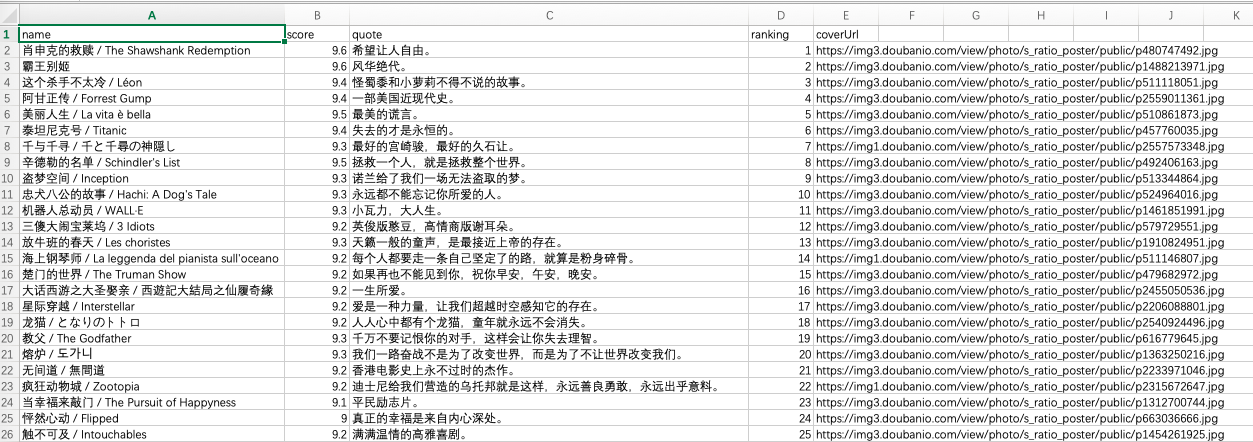 A B C D E F G H I J K
1 name score quote ranking coverUrl
2 肖申克的救赎 / The Shawshank Redemption 9.6 希望让人自由。 1 https://img3.doubanio.com/view/photo/s_ratio_poster/public/p480747492.jpg
3 霸王别姬 9.6 风华绝代。 2 https://img3.doubanio.com/view/photo/s_ratio_poster/public/p1488213971.jpg
4 这个杀手不太冷 / Léon 9.4 怪蜀黍和小萝莉不得不说的故事。 3 https://img3.doubanio.com/view/photo/s_ratio_poster/public/p511118051.jpg
5 阿甘正传 / Forrest Gump 9.4 一部美国近现代史。 4 https://img3.doubanio.com/view/photo/s_ratio_poster/public/p2559011361.jpg
6 美丽人生 / La vita è bella 9.5 最美的谎言。 5 https://img3.doubanio.com/view/photo/s_ratio_poster/public/p510861873.jpg
7 泰坦尼克号 / Titanic 9.4 失去的才是永恒的。 6 https://img3.doubanio.com/view/photo/s_ratio_poster/public/p457760035.jpg
8 千与千寻 / 千と千尋の神隠し 9.3 最好的宫崎骏，最好的久石让。 7 https://img1.doubanio.com/view/photo/s_ratio_poster/public/p2557573348.jpg
9 辛德勒的名单 / Schindler's List 9.5 拯救一个人，就是拯救整个世界。 8 https://img3.doubanio.com/view/photo/s_ratio_poster/public/p492406163.jpg
10 盗梦空间 / Inception 9.3 诺兰给了我们一场无法盗取的梦。 9 https://img3.doubanio.com/view/photo/s_ratio_poster/public/p513344864.jpg
11 忠犬八公的故事 / Hachi: A Dog's Tale 9.3 永远都不能忘记你所爱的人。 10 https://img3.doubanio.com/view/photo/s_ratio_poster/public/p524964016.jpg
12 机器人总动员 / WALL·E 9.3 小瓦力，大人生。 11 https://img3.doubanio.com/view/photo/s_ratio_poster/public/p1461851991.jpg
13 三傻大闹宝莱坞 / 3 Idiots 9.2 英俊版憨豆，高情商版谢耳朵。 12 https://img3.doubanio.com/view/photo/s_ratio_poster/public/p579729551.jpg
14 放牛班的春天 / Les choristes 9.3 天籁一般的童声，是最接近上帝的存在。 13 https://img3.doubanio.com/view/photo/s_ratio_poster/public/p1910824951.jpg
15 海上钢琴师 / La leggenda del pianista sull'oceano 9.2 每个人都要走一条自己坚定了的路，就算是粉身碎骨。 14 https://img1.doubanio.com/view/photo/s_ratio_poster/public/p511146807.jpg
16 楚门的世界 / The Truman Show 9.2 如果再也不能见到你，祝你早安，午安，晚安。 15 https://img3.doubanio.com/view/photo/s_ratio_poster/public/p479682972.jpg
17 大话西游之大圣娶亲 / 西遊記大結局之仙履奇緣 9.2 一生所爱。 16 https://img3.doubanio.com/view/photo/s_ratio_poster/public/p2455050536.jpg
18 星际穿越 / Interstellar 9.2 爱是一种力量，让我们超越时空感知它的存在。 17 https://img3.doubanio.com/view/photo/s_ratio_poster/public/p2206088801.jpg
19 龙猫 / となりのトトロ 9.2 人人心中都有个龙猫，童年就永远不会消失。 18 https://img3.doubanio.com/view/photo/s_ratio_poster/public/p2540924496.jpg
20 教父 / The Godfather 9.3 千万不要记恨你的对手，这样会让你失去理智。 19 https://img3.doubanio.com/view/photo/s_ratio_poster/public/p616779645.jpg
21 熔炉 / 도가니 9.3 我们一路奋战不是为了改变世界，而是为了不让世界改变我们。 20 https://img3.doubanio.com/view/photo/s_ratio_poster/public/p1363250216.jpg
22 无间道 / 無間道 9.2 香港电影史上永不过时的杰作。 21 https://img3.doubanio.com/view/photo/s_ratio_poster/public/p2233971046.jpg
23 疯狂动物城 / Zootopia 9.2 迪士尼给我们营造的乌托邦就是这样，永远善良勇敢，永远出乎意料。 22 https://img1.doubanio.com/view/photo/s_ratio_poster/public/p2315672647.jpg
24 当幸福来敲门 / The Pursuit of Happyness 9.1 平民励志片。 23 https://img3.doubanio.com/view/photo/s_ratio_poster/public/p1312700744.jpg
25 怦然心动 / Flipped 9 真正的幸福是来自内心深处。 24 https://img3.doubanio.com/view/photo/s_ratio_poster/public/p663036666.jpg
26 触不可及 / Intouchables 9.2 满满温情的高雅喜剧。 25 https://img3.doubanio.com/view/photo/s_ratio_poster/public/p1454261925.jpg